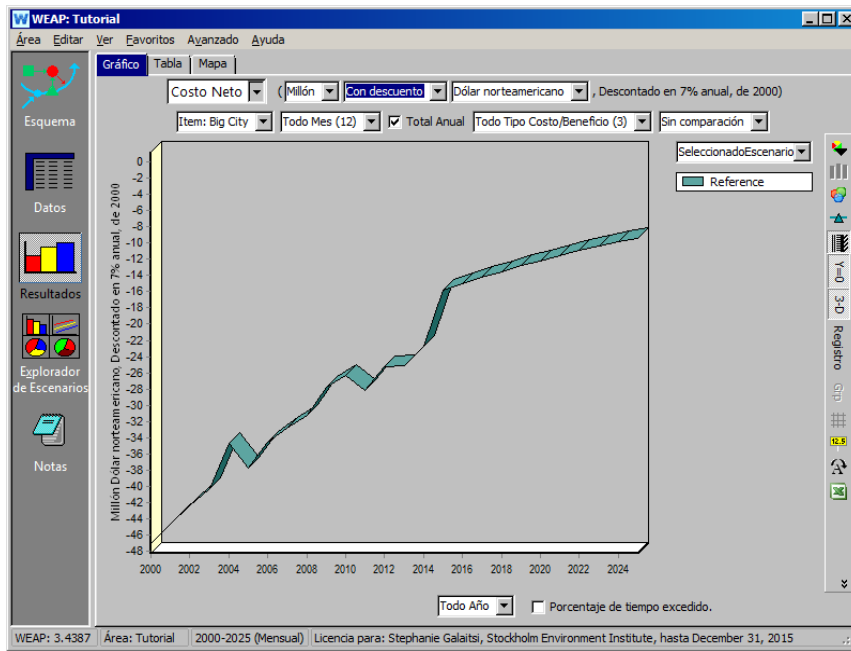 WEAP: Tutorial
Área Editar Ver Favoritos Avanzado Ayuda
Esquema
Datos
Resultados
Explorador
de Escenarios
Notas
Gráfico Tabla Mapa
Costo Neto ( Millón Con descuento Dólar norteamericano , Descontado en 7% anual, de 2000)
Item: Big City Todo Mes (12) Total Anual Todo Tipo Costo/Beneficio (3) Sin comparación
SeleccionadoEscenario
Reference
Millón Dólar norteamericano, Descontado en 7% anual, de 2000
0
-2
-4
-6
-8
-10
-12
-14
-16
-18
-20
-22
-24
-26
-28
-30
-32
-34
-36
-38
-40
-42
-44
-46
-48
2000 2002 2004 2006 2008 2010 2012 2014 2016 2018 2020 2022 2024
Y=0
3-D
Registro
Grp
12.5
A
Todo Año Porcentaje de tiempo excedido.
WEAP: 3.4387 Área: Tutorial 2000-2025 (Mensual) Licencia para: Stephanie Galaitsi, Stockholm Environment Institute, hasta December 31, 2015